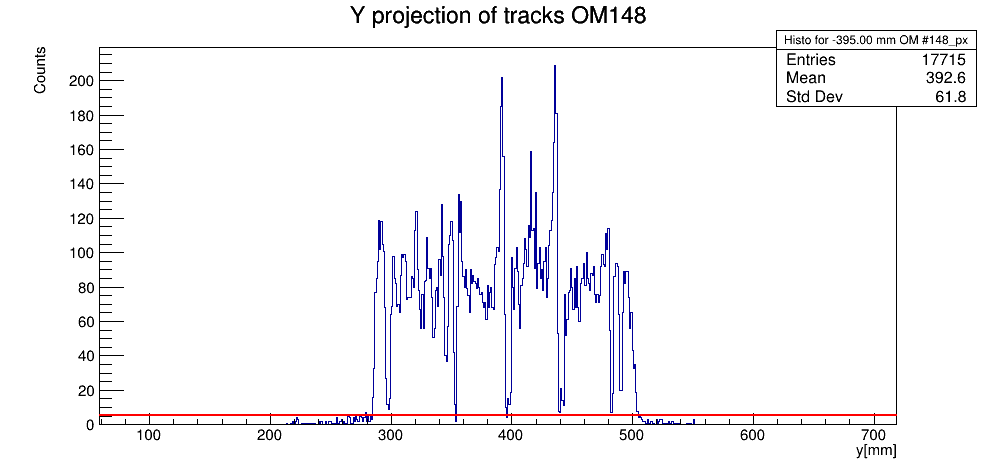 Y projection of tracks OM148
Histo for -395.00 mm OM #148_px
Entries 17715
Mean 392.6
Std Dev 61.8
Counts
200
180
160
140
120
100
80
60
40
20
0
100 200 300 400 500 600 700
y[mm]